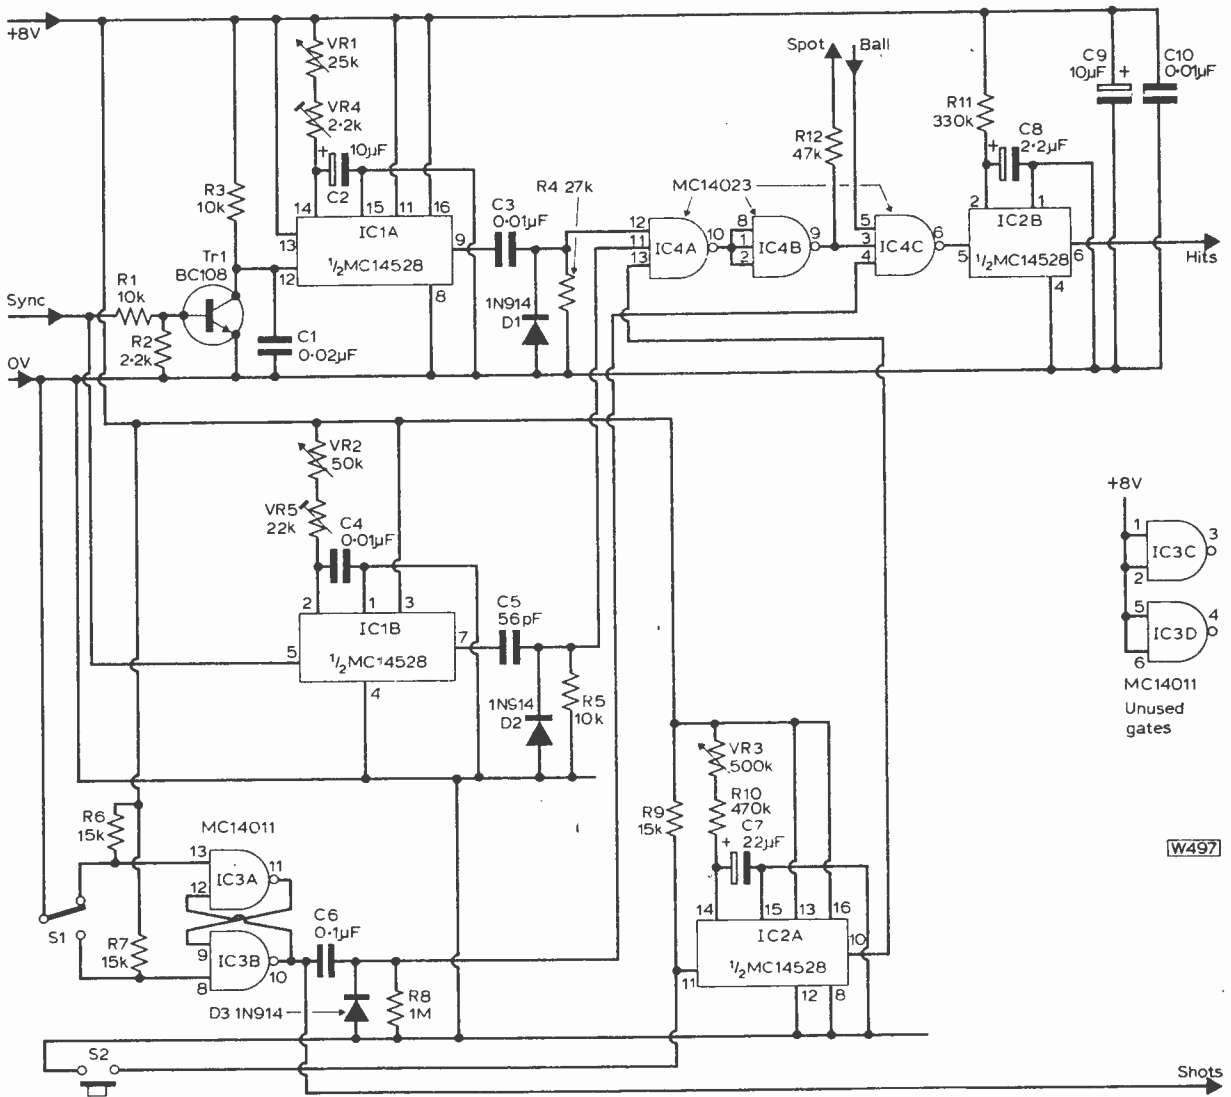 +8V
VR1
25k
VR4
2·2k
10µF
C2
R3
10k
14
15
11
16
13
12
IC1A
½MC14528
9
8
Tr1
BC108
R1
10k
Sync
R2
2·2k
0V
C1
0·02µF
C3
0·01µF
R4 27k
1N914
D1
12
11
13
IC4A
10
MC14023
8
1
2
IC4B
9
Spot
Ball
R12
47k
5
3
4
IC4C
6
R11
330k
C8
2·2µF
2
1
IC2B
½MC14528
5
6
4
Hits
C9
10µF
+
C10
0·01µF
VR2
50k
VR5
22k
C4
0·01µF
2
1
3
IC1B
½MC14528
5
7
4
C5
56pF
1N914
D2
R5
10k
+8V
1
2
IC3C
3
5
6
IC3D
4
MC14011
Unused
gates
R6
15k
MC14011
13
12
IC3A
11
S1
R7
15k
9
8
IC3B
10
C6
0·1µF
D3 1N914
R8
1M
R9
15k
VR3
500k
R10
470k
C7
22µF
+
14
15
13
16
IC2A
½MC14528
10
11
12
8
W497
S2
Shots